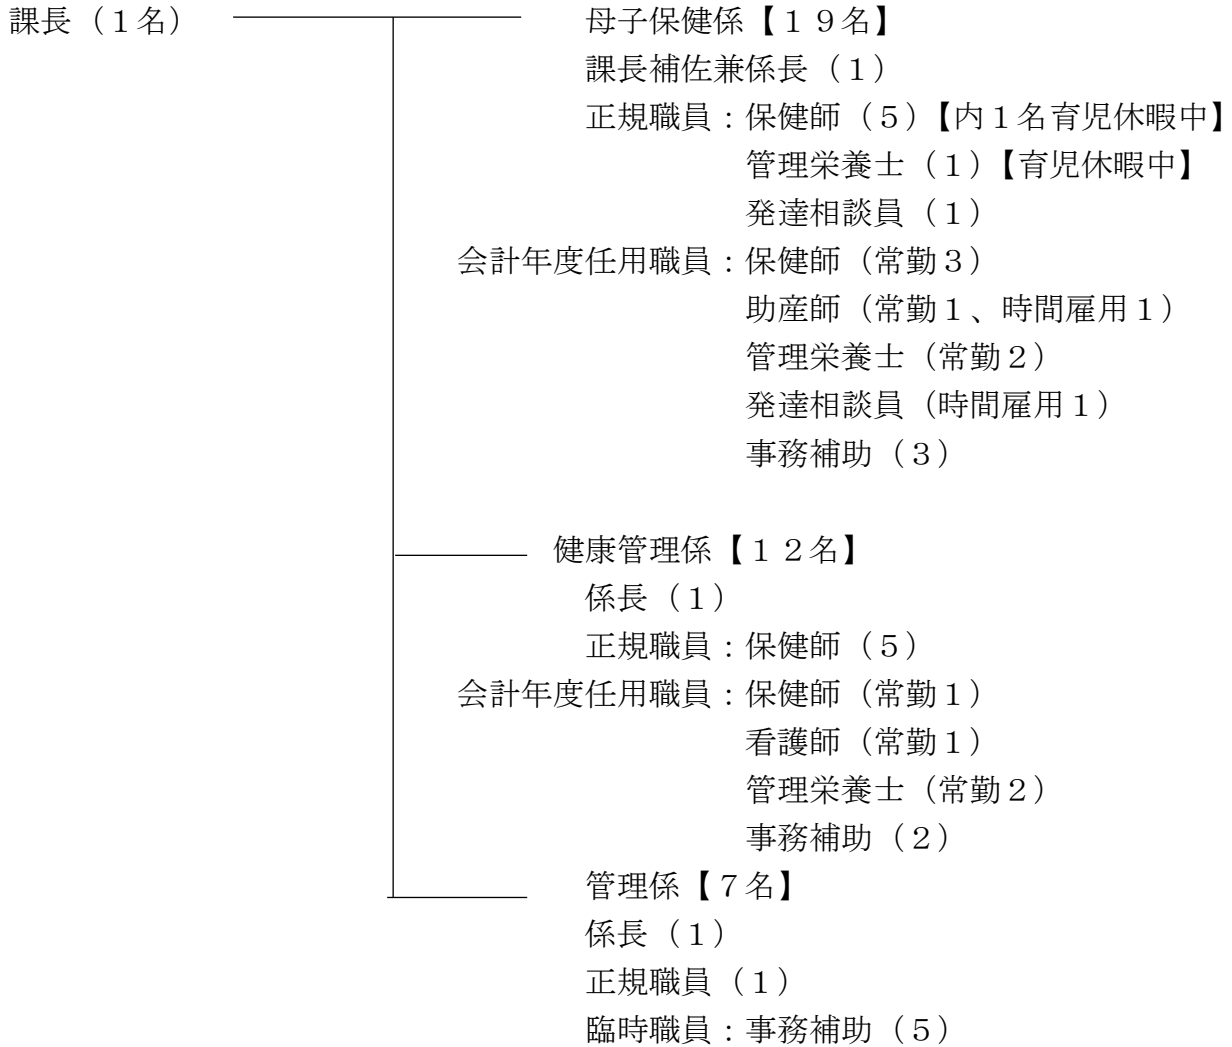 課長（１名）
母子保健係【１９名】
課長補佐兼係長（１）
正規職員：保健師（５）【内１名育児休暇中】
管理栄養士（１）【育児休暇中】
発達相談員（１）
会計年度任用職員：保健師（常勤３）
助産師（常勤１、時間雇用１）
管理栄養士（常勤２）
発達相談員（時間雇用１）
事務補助（３）
健康管理係【１２名】
係長（１）
正規職員：保健師（５）
会計年度任用職員：保健師（常勤１）
看護師（常勤１）
管理栄養士（常勤２）
事務補助（２）
管理係【７名】
係長（１）
正規職員（１）
臨時職員：事務補助（５）